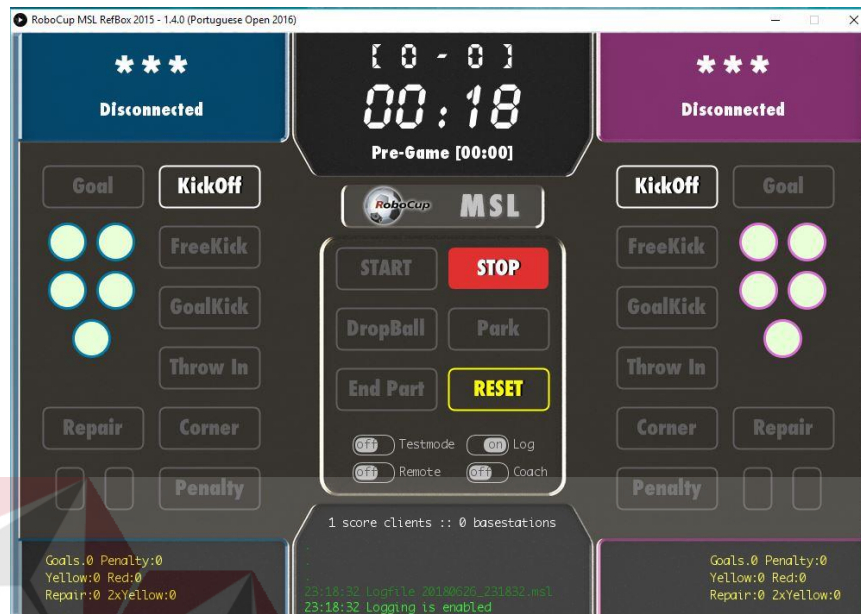 RoboCup MSL RefBox 2015 - 1.4.0 (Portuguese Open 2016)
***
Disconnected
[ 0 - 0 ]
00:18
Pre-Game [00:00]
***
Disconnected
Goal
KickOff
FreeKick
GoalKick
Throw In
Repair
Corner
Penalty
RoboCup MSL
START
STOP
DropBall
Park
End Part
RESET
off Testmode
on Log
off Remote
off Coach
KickOff
Goal
FreeKick
GoalKick
Throw In
Corner
Repair
Penalty
Goals.0 Penalty:0
Yellow:0 Red:0
Repair:0 2xYellow:0
1 score clients :: 0 basestations
.
.
.
23:18:32 Logfile 20180626_231832.msl
23:18:32 Logging is enabled
Goals.0 Penalty:0
Yellow:0 Red:0
Repair:0 2xYellow:0